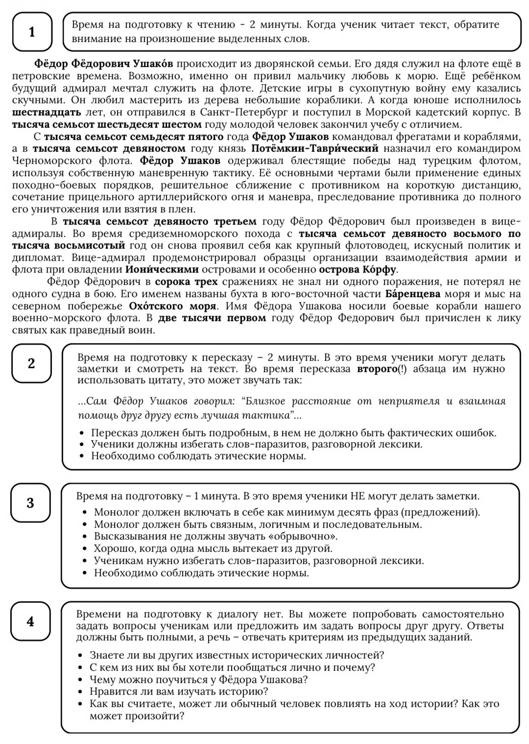 1
Время на подготовку к чтению - 2 минуты. Когда ученик читает текст, обратите
внимание на произношение выделенных слов.
Фёдор Фёдорович Ушако́в происходит из дворянской семьи. Его дядя служил на флоте ещё в
петровские времена. Возможно, именно он привил мальчику любовь к морю. Ещё ребёнком
будущий адмирал мечтал служить на флоте. Детские игры в сухопутную войну ему казались
скучными. Он любил мастерить из дерева небольшие кораблики. А когда юноше исполнилось
шестнадцать лет, он отправился в Санкт-Петербург и поступил в Морской кадетский корпус. В
тысяча семьсот шестьдесят шестом году молодой человек закончил учебу с отличием.
С тысяча семьсот семьдесят пятого года Фёдор Ушаков командовал фрегатами и кораблями,
а в тысяча семьсот девяностом году князь Потёмкин-Таври́ческий назначил его командиром
Черноморского флота. Фёдор Ушаков одерживал блестящие победы над турецким флотом,
используя собственную маневренную тактику. Её основными чертами были применение единых
походно-боевых порядков, решительное сближение с противником на короткую дистанцию,
сочетание прицельного артиллерийского огня и маневра, преследование противника до полного
его уничтожения или взятия в плен.
В тысяча семьсот девяносто третьем году Фёдор Фёдорович был произведен в вице-
адмиралы. Во время средиземноморского похода с тысяча семьсот девяносто восьмого по
тысяча восьмисотый год он снова проявил себя как крупный флотоводец, искусный политик и
дипломат. Вице-адмирал продемонстрировал образцы организации взаимодействия армии и
флота при овладении Иони́ческими островами и особенно острова Ко́рфу.
Фёдор Фёдорович в сорока трех сражениях не знал ни одного поражения, не потерял не
одного судна в бою. Его именем названы бухта в юго-восточной части Ба́ренцева моря и мыс на
северном побережье Охо́тского моря. Имя Фёдора Ушакова носили боевые корабли нашего
военно-морского флота. В две тысячи первом году Фёдор Федорович был причислен к лику
святых как праведный воин.
2
Время на подготовку к пересказу – 2 минуты. В это время ученики могут делать
заметки и смотреть на текст. Во время пересказа второго(!) абзаца им нужно
использовать цитату, это может звучать так:
...Сам Фёдор Ушаков говорил: "Близкое расстояние от неприятеля и взаимная
помощь друг другу есть лучшая тактика"...
• Пересказ должен быть подробным, в нем не должно быть фактических ошибок.
• Ученики должны избегать слов-паразитов, разговорной лексики.
• Необходимо соблюдать этические нормы.
3
Время на подготовку – 1 минута. В это время ученики НЕ могут делать заметки.
• Монолог должен включать в себе как минимум десять фраз (предложений).
• Монолог должен быть связным, логичным и последовательным.
• Высказывания не должны звучать «обрывочно».
• Хорошо, когда одна мысль вытекает из другой.
• Ученикам нужно избегать слов-паразитов, разговорной лексики.
• Необходимо соблюдать этические нормы.
4
Времени на подготовку к диалогу нет. Вы можете попробовать самостоятельно
задать вопросы ученикам или предложить им задать вопросы друг другу. Ответы
должны быть полными, а речь – отвечать критериям из предыдущих заданий.
• Знаете ли вы других известных исторических личностей?
• С кем из них вы бы хотели пообщаться лично и почему?
• Чему можно поучиться у Фёдора Ушакова?
• Нравится ли вам изучать историю?
• Как вы считаете, может ли обычный человек повлиять на ход истории? Как это
может произойти?